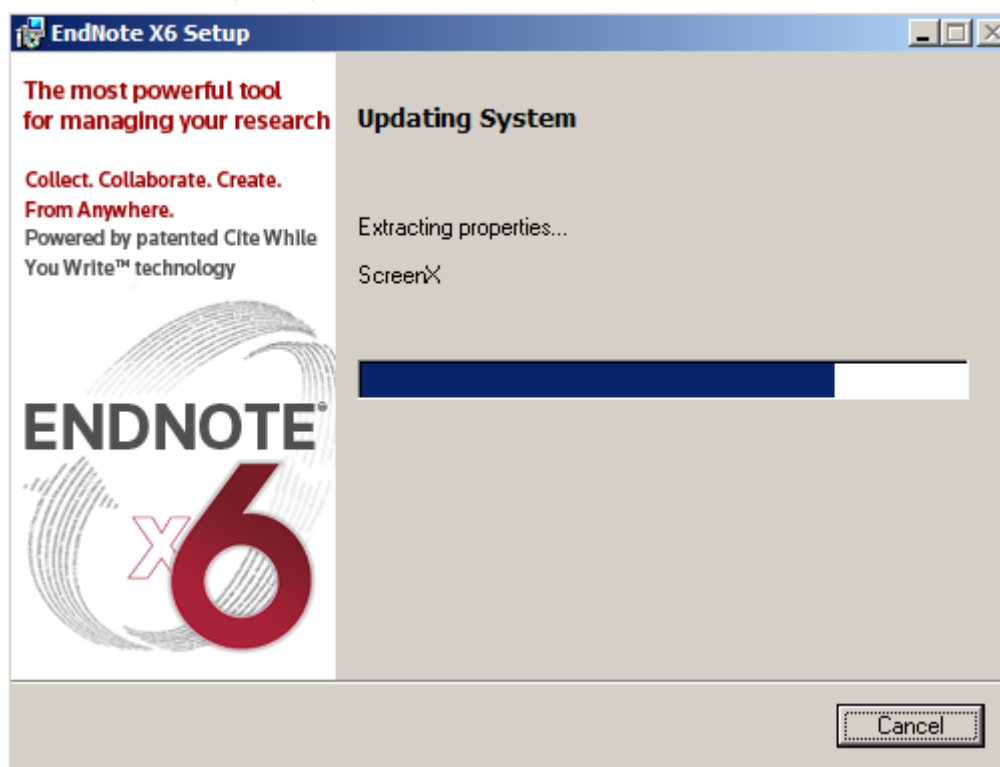 EndNote X6 Setup
The most powerful tool
for managing your research
Collect. Collaborate. Create.
From Anywhere.
Powered by patented Cite While
You Write™ technology
ENDNOTE®
x6
Updating System
Extracting properties...
ScreenX
Cancel